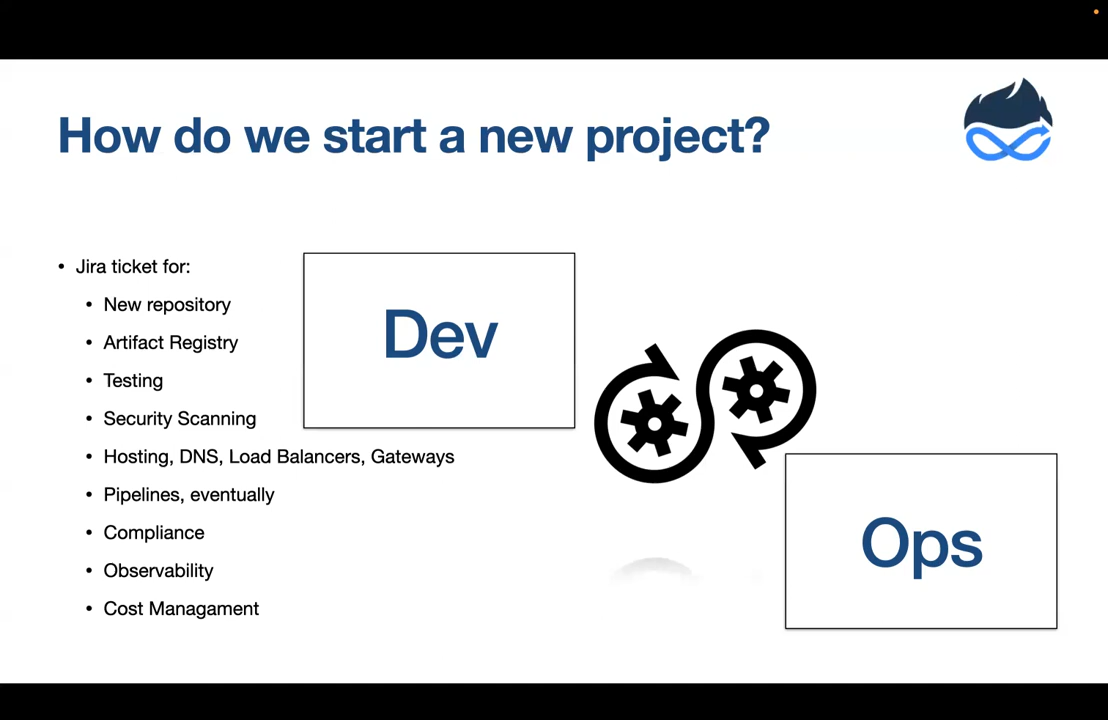 How do we start a new project?
• Jira ticket for:
• New repository
• Artifact Registry
• Testing
• Security Scanning
• Hosting, DNS, Load Balancers, Gateways
• Pipelines, eventually
• Compliance
• Observability
• Cost Managament
Dev
Ops